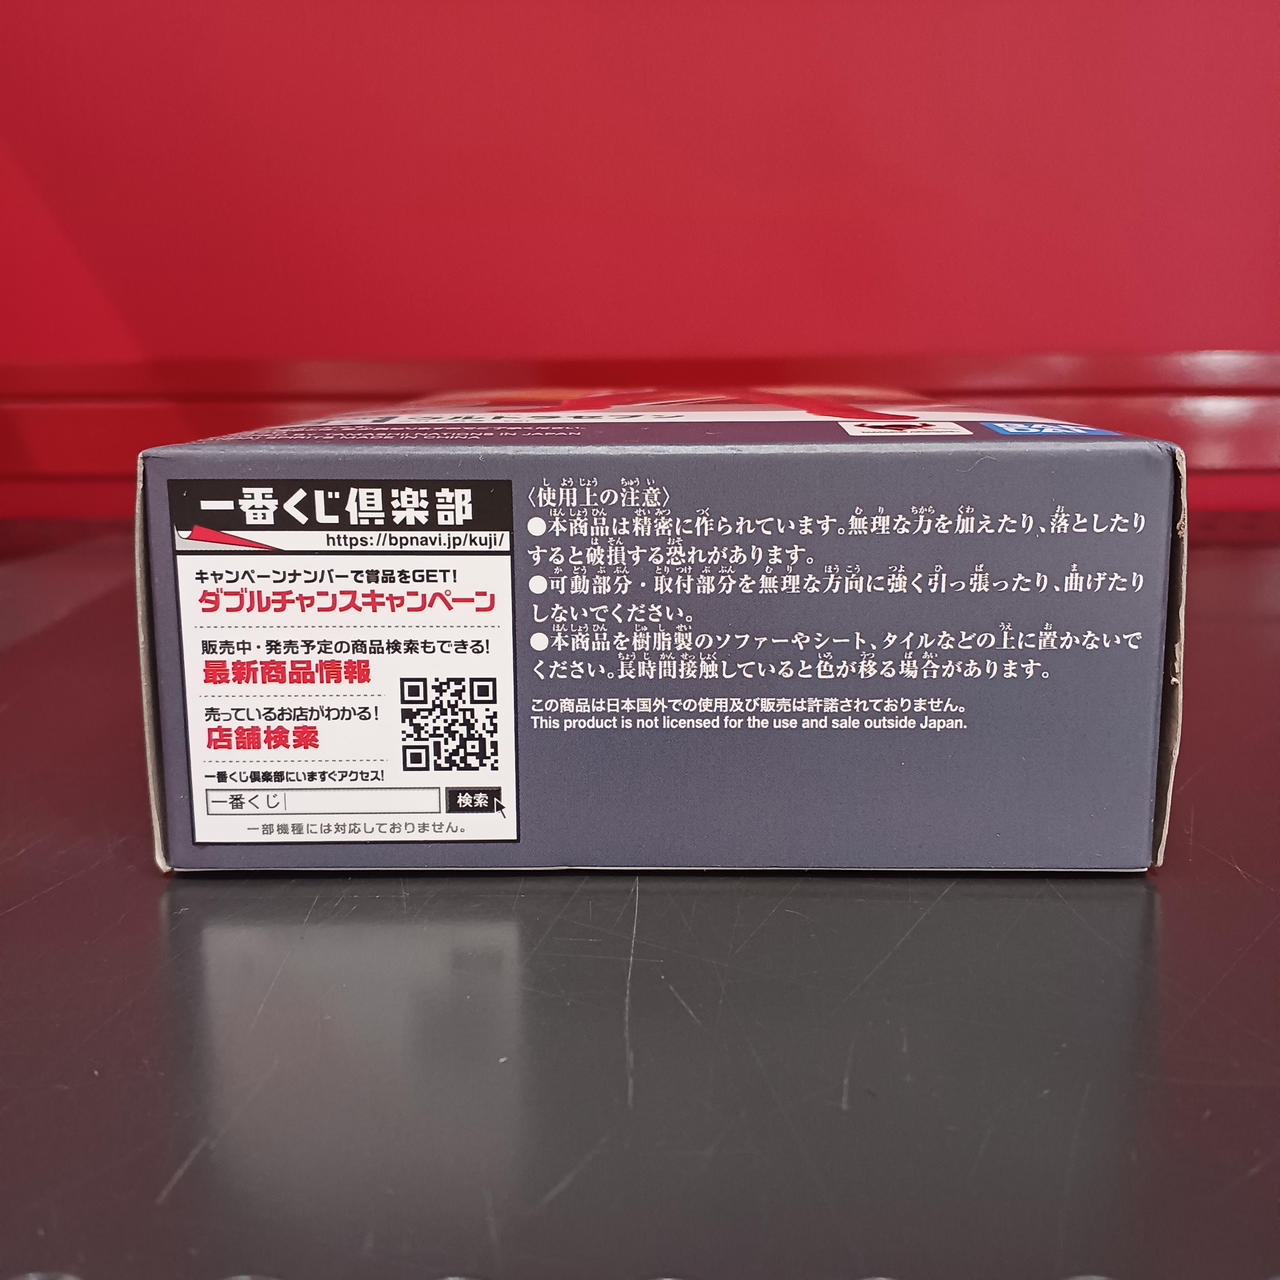 ウルトラセブン
IN JAPAN
一番くじ倶楽部
https://bpnavi.jp/kuji/
キャンペーンナンバーで賞品をGET!
ダブルチャンスキャンペーン
販売中・発売予定の商品検索もできる!
最新商品情報
売っているお店がわかる!
店舗検索
一番くじ倶楽部にいますぐアクセス!
一番くじ
検索
一部機種には対応しておりません。
〈使用上の注意〉
●本商品は精密に作られています。無理な力を加えたり、落としたり
すると破損する恐れがあります。
●可動部分・取付部分を無理な方向に強く引っ張ったり、曲げたり
しないでください。
●本商品を樹脂製のソファーやシート、タイルなどの上に置かないで
ください。長時間接触していると色が移る場合があります。
この商品は日本国外での使用及び販売は許諾されておりません。
This product is not licensed for the use and sale outside Japan.